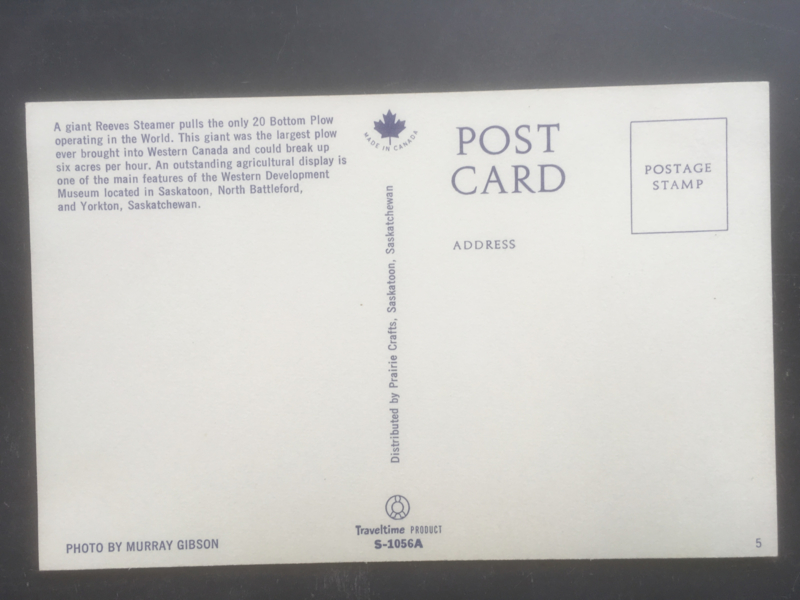 A giant Reeves Steamer pulls the only 20 Bottom Plow
operating in the World. This giant was the largest plow
ever brought into Western Canada and could break up
six acres per hour. An outstanding agricultural display is
one of the main features of the Western Development
Museum located in Saskatoon, North Battleford,
and Yorkton, Saskatchewan.
MADE IN CANADA
Distributed by Prairie Crafts, Saskatoon, Saskatchewan
POST
CARD
POSTAGE
STAMP
ADDRESS
Traveltime PRODUCT
S-1056A
PHOTO BY MURRAY GIBSON
5